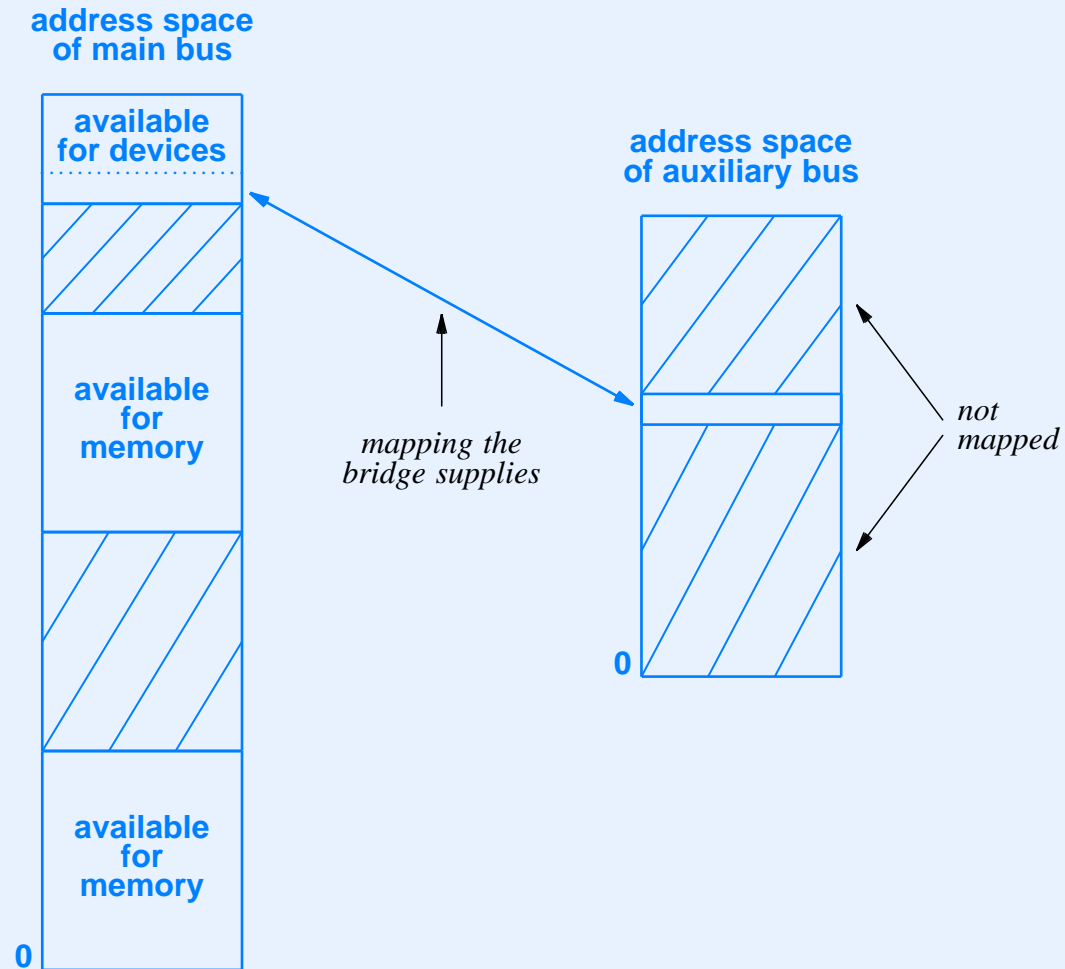 address space
of main bus
available
for devices
available
for
memory
available
for
memory
0
mapping the
bridge supplies
address space
of auxiliary bus
not
mapped
0